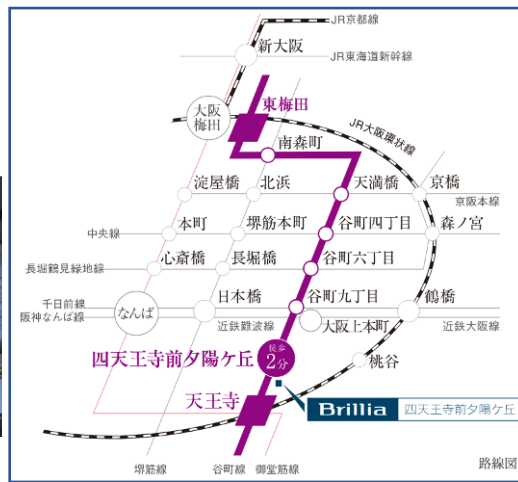 JR京都線
新大阪
JR東海道新幹線
東梅田
大阪
梅田
JR大阪環状線
南森町
淀屋橋
北浜
天満橋
京橋
京阪本線
本町
堺筋本町
谷町四丁目
森ノ宮
中央線
心斎橋
長堀橋
谷町六丁目
長堀鶴見緑地線
千日前線
阪神なんば線
なんば
日本橋
谷町九丁目
鶴橋
近鉄難波線
大阪上本町
近鉄大阪線
四天王寺前夕陽ケ丘
徒歩
2分
桃谷
天王寺
Brillia
四天王寺前夕陽ケ丘
堺筋線
谷町線
御堂筋線
路線図